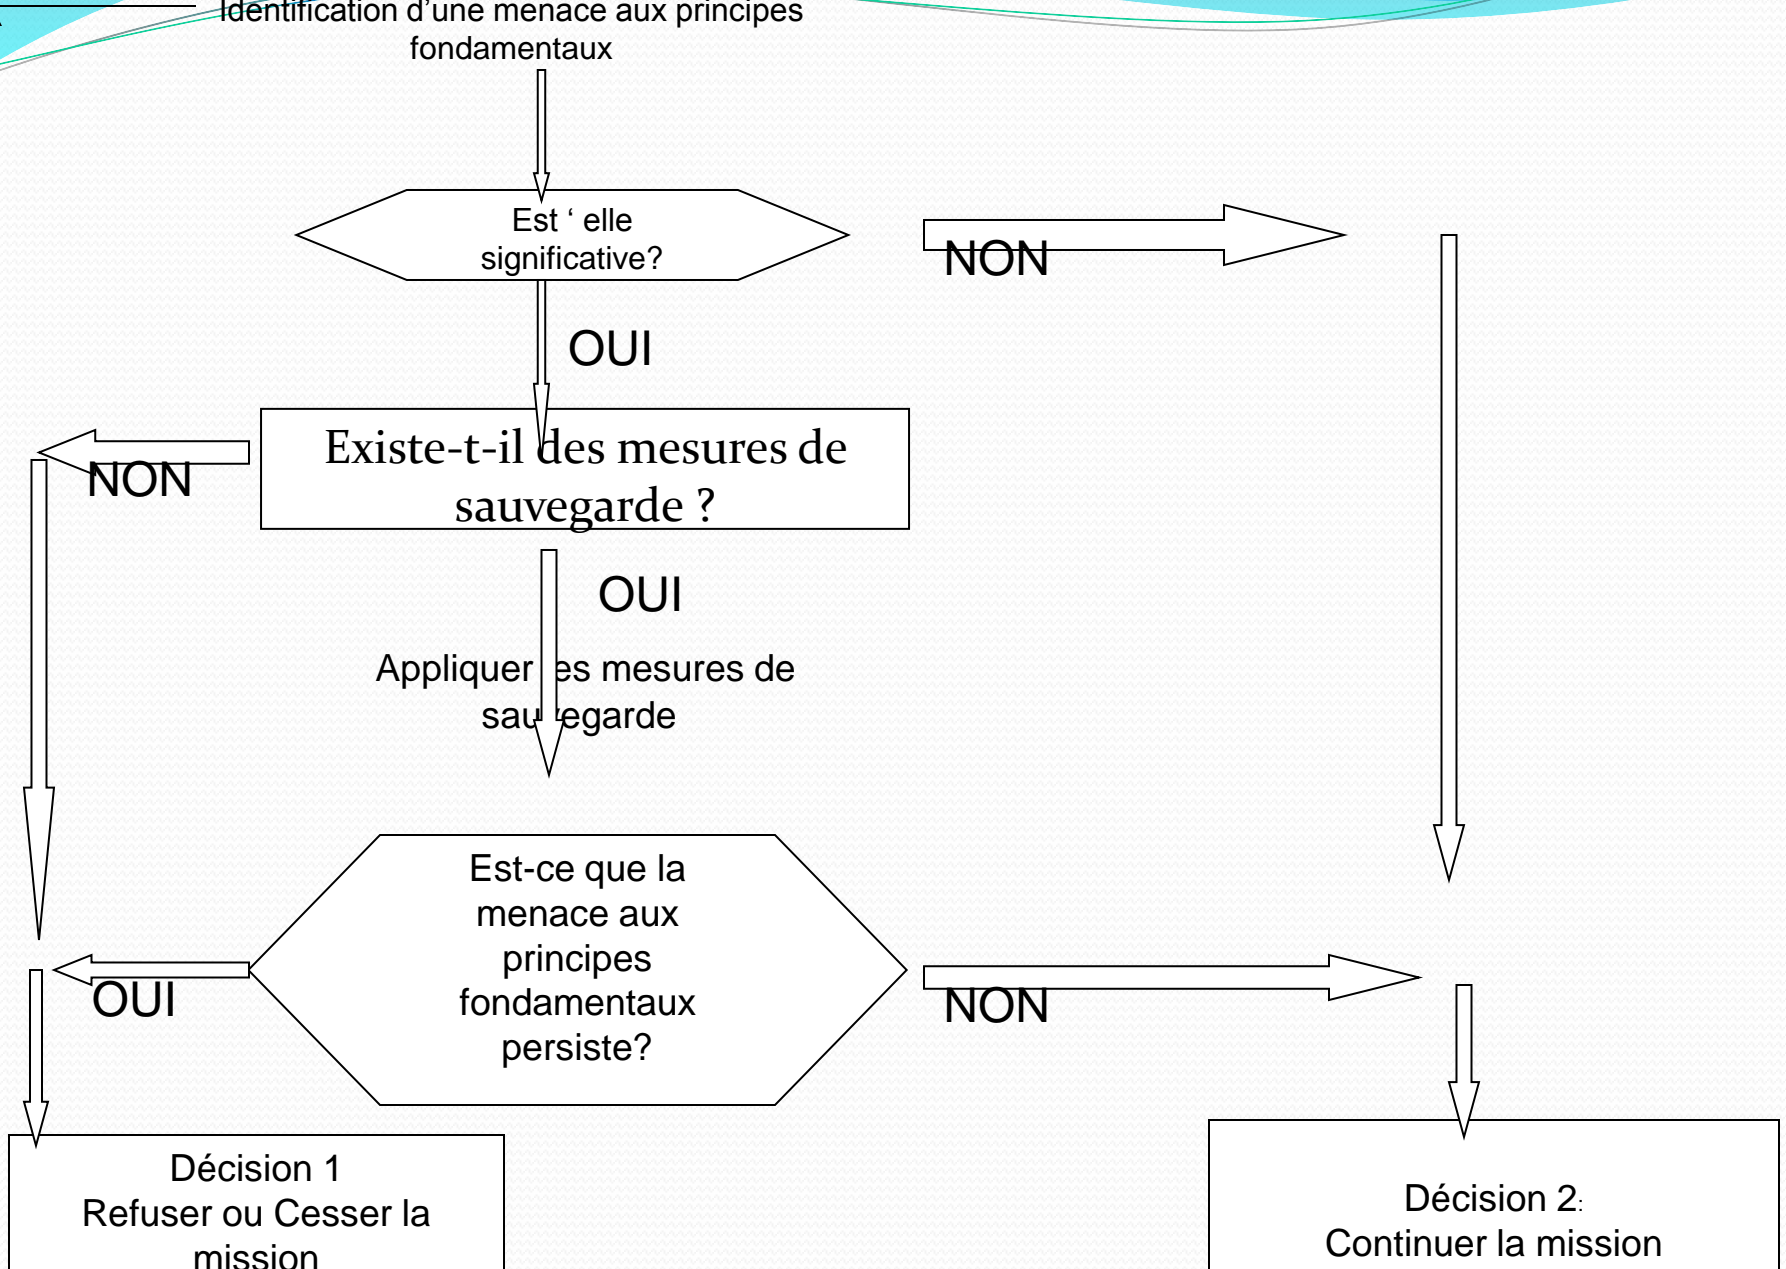 Identification d’une menace aux principes
fondamentaux
Est ‘ elle
significative?
NON
OUI
Existe-t-il des mesures de
sauvegarde ?
NON
OUI
Appliquer les mesures de
sauvegarde
Est-ce que la
menace aux
principes
fondamentaux
persiste?
OUI
NON
Décision 1
Refuser ou Cesser la
mission
Décision 2:
Continuer la mission